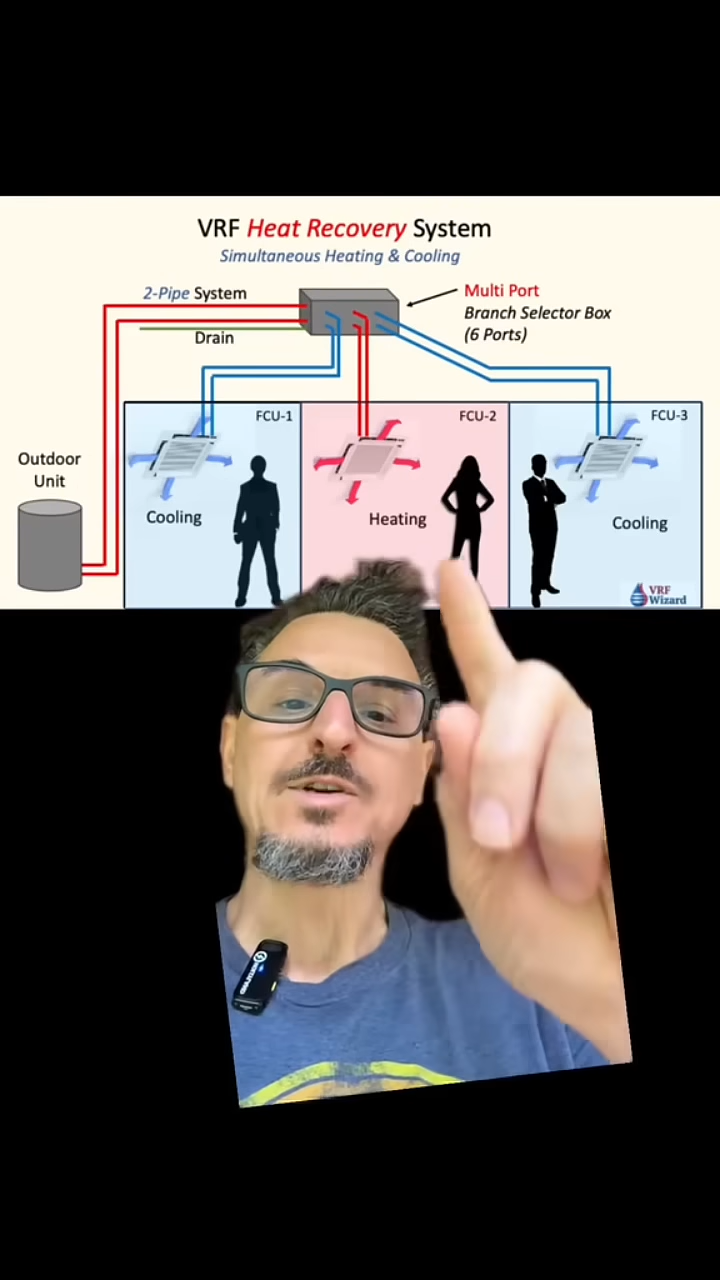 VRF Heat Recovery System
Simultaneous Heating & Cooling
2-Pipe System
Drain
Multi Port
Branch Selector Box
(6 Ports)
FCU-1
FCU-2
FCU-3
Outdoor
Unit
Cooling
Heating
Cooling
VRF
Wizard